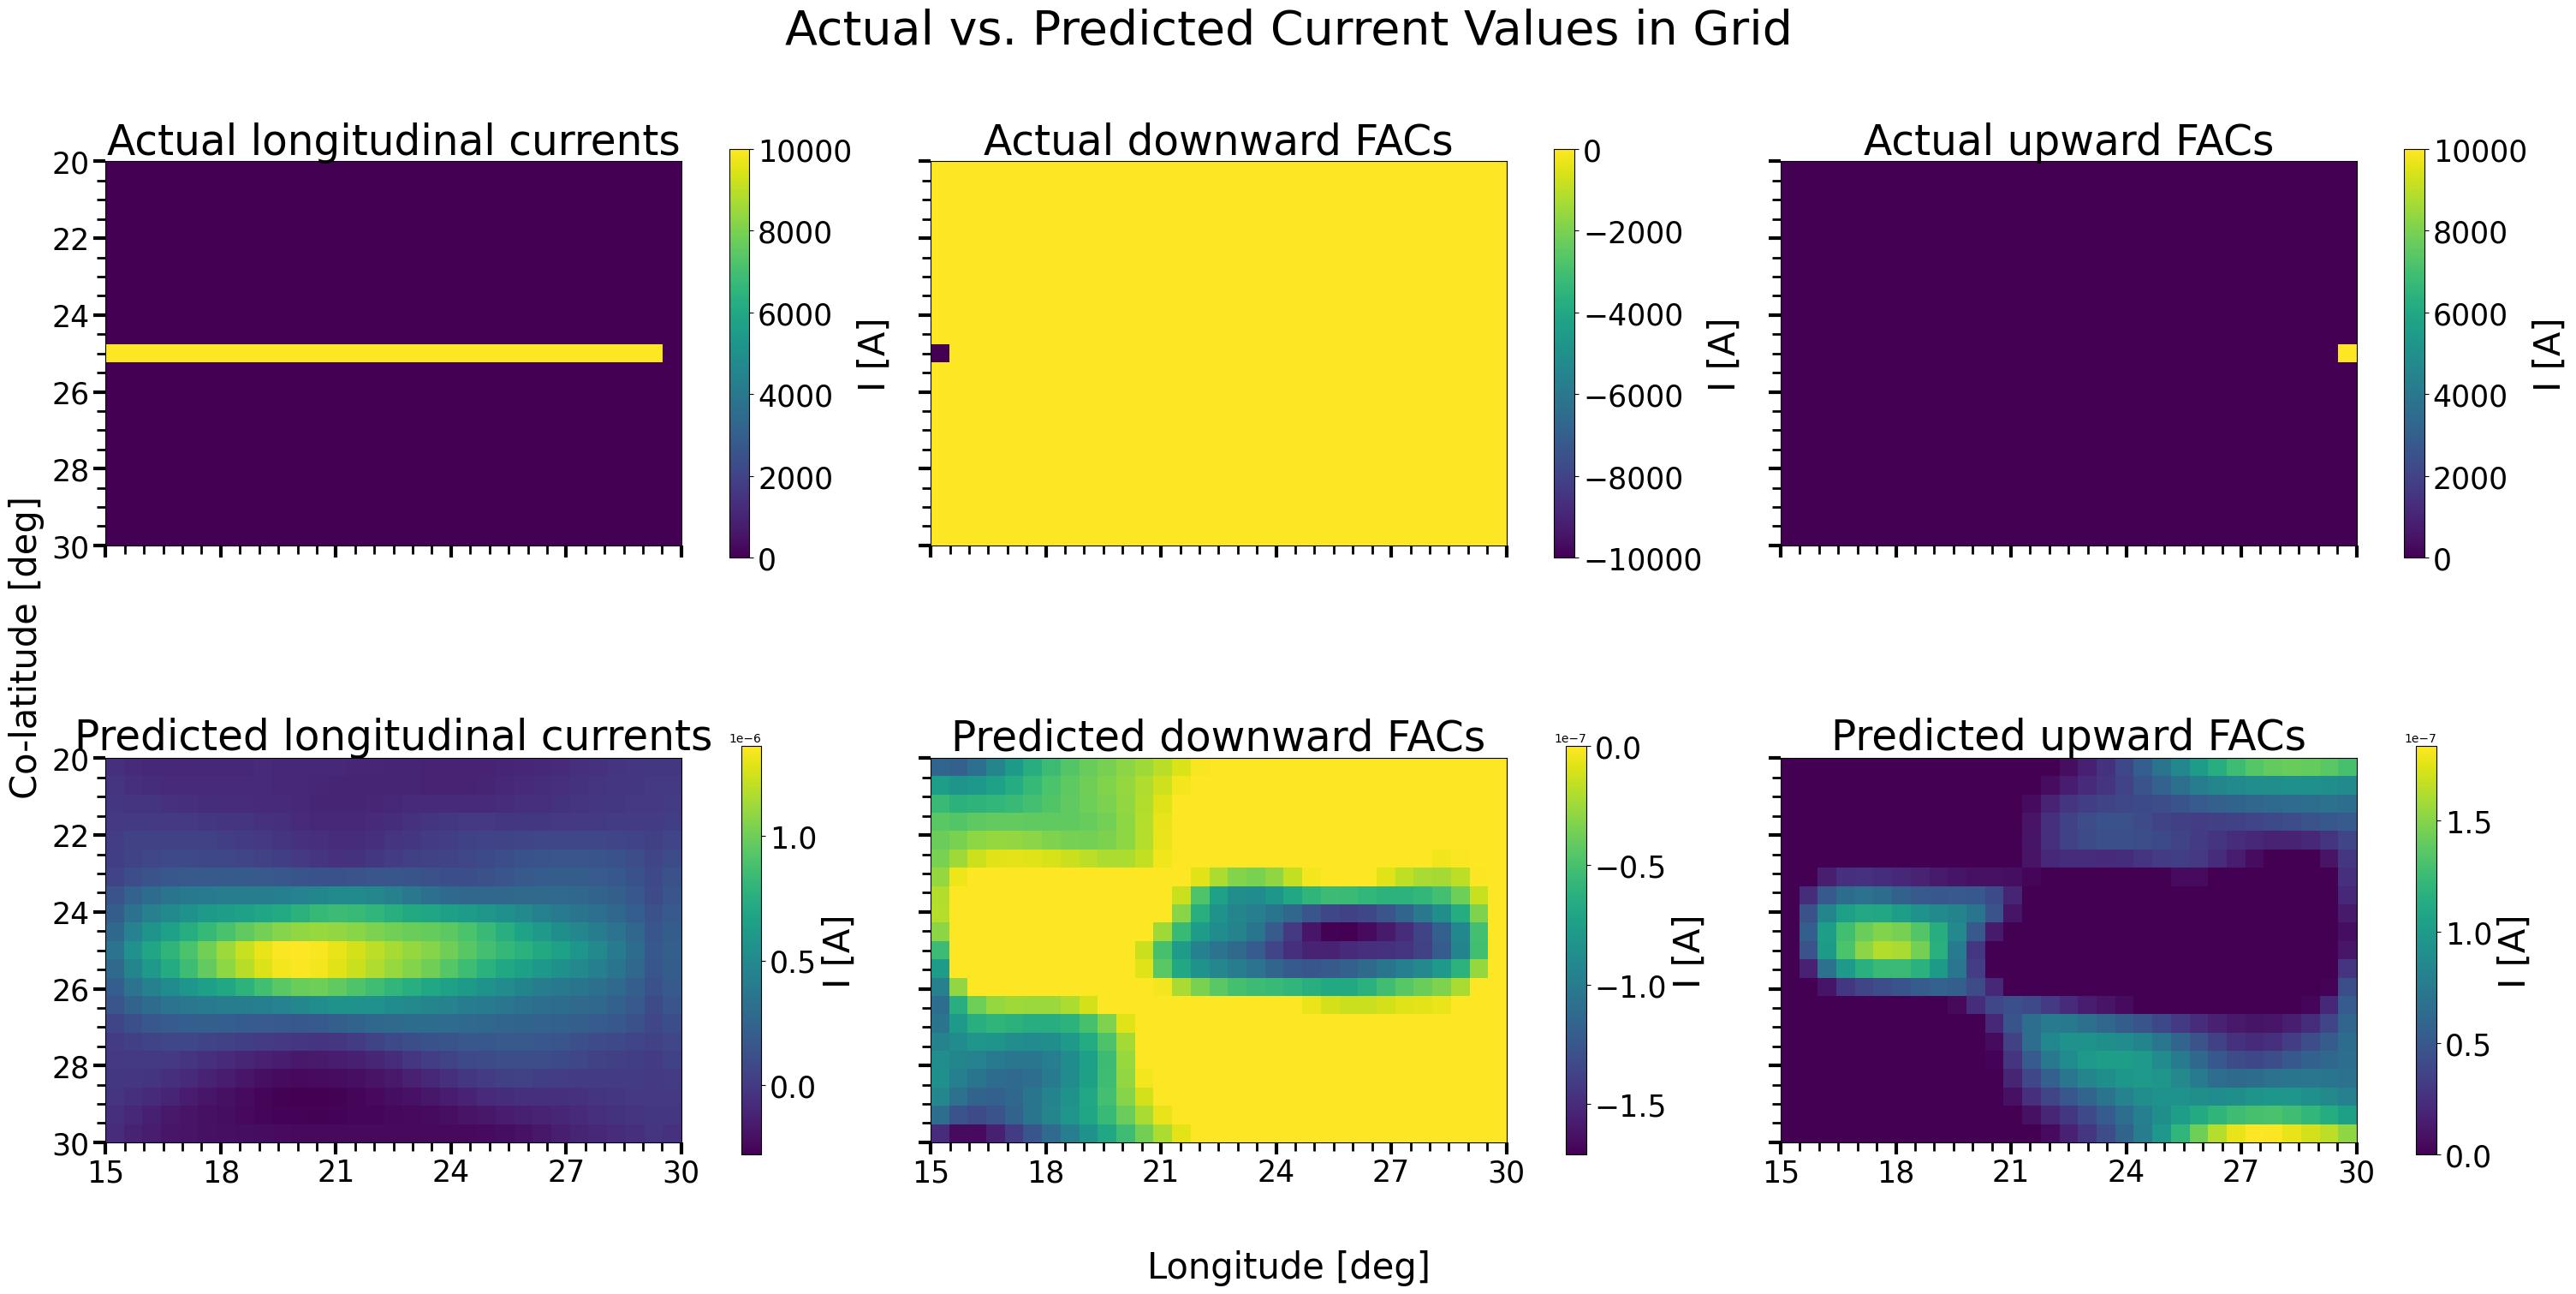 Actual vs. Predicted Current Values in Grid
Actual longitudinal currents
20
22
24
26
28
30
10000
8000
6000
4000
2000
0
I [A]
Actual downward FACs
0
−2000
−4000
−6000
−8000
−10000
I [A]
Actual upward FACs
10000
8000
6000
4000
2000
0
I [A]
Co-latitude [deg]
Predicted longitudinal currents
20
22
24
26
28
30
15 18 21 24 27 30
1e−6
1.0
0.5
0.0
I [A]
Predicted downward FACs
15 18 21 24 27 30
1e−7
0.0
−0.5
−1.0
−1.5
I [A]
Predicted upward FACs
15 18 21 24 27 30
1e−7
1.5
1.0
0.5
0.0
I [A]
Longitude [deg]